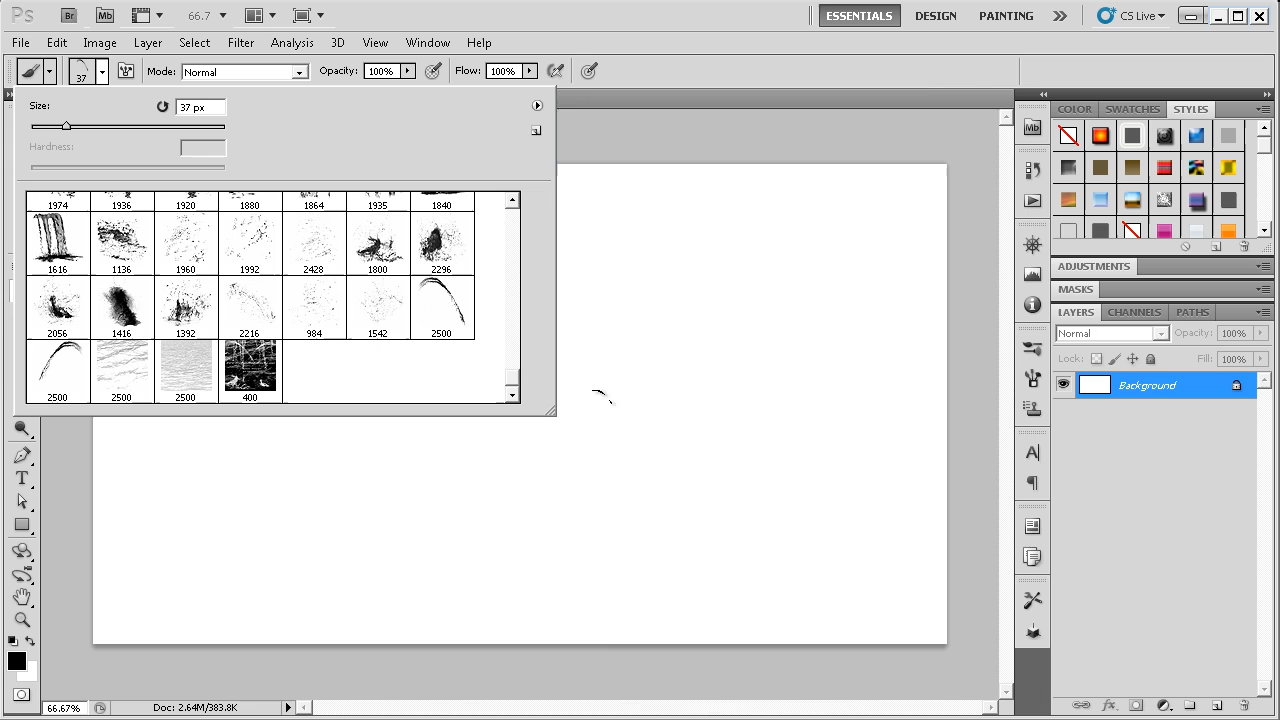 Ps Br Mb 66.7 ESSENTIALS DESIGN PAINTING CS Live
File Edit Image Layer Select Filter Analysis 3D View Window Help
37 Mode: Normal Opacity: 100% Flow: 100%
Size: 37 px
Hardness:
1974 1936 1920 1880 1864 1935 1840
1616 1136 1960 1992 2428 1800 2296
2056 1416 1392 2216 984 1542 2500
2500 2500 2500 400
Mb
COLOR SWATCHES STYLES
ADJUSTMENTS
MASKS
LAYERS CHANNELS PATHS
Normal Opacity: 100%
Lock: Fill: 100%
Background
66.67% Doc: 2.64M/383.8K